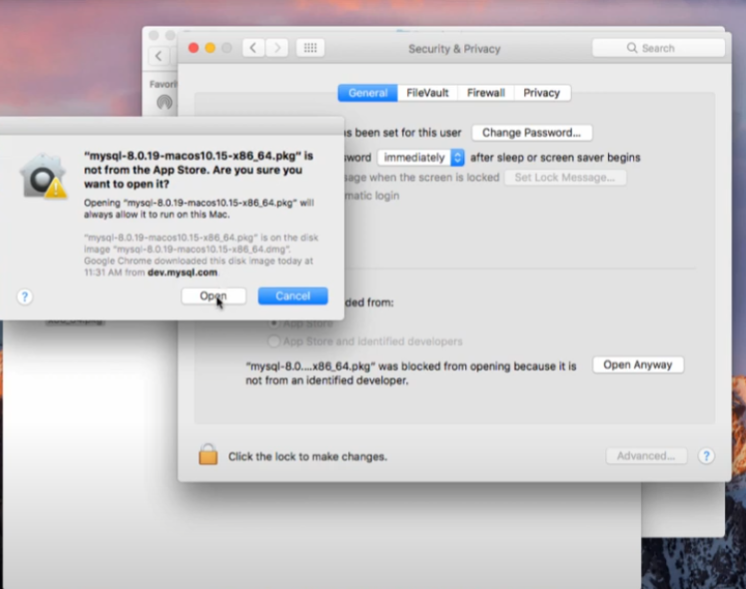 Security & Privacy
Search
Favorit
General
FileVault
Firewall
Privacy
s been set for this user
Change Password...
word
immediately
after sleep or screen saver begins
sage when the screen is locked
Set Lock Message...
matic login
"mysql-8.0.19-macos10.15-x86_64.pkg" is
not from the App Store. Are you sure you
want to open it?
Opening "mysql-8.0.19-macos10.15-x86_64.pkg" will
always allow it to run on this Mac.
"mysql-8.0.19-macos10.15-x86_64.pkg" is on the disk
image "mysql-8.0.19-macos10.15-x86_64.dmg".
Google Chrome downloaded this disk image today at
11:31 AM from dev.mysql.com.
?
Open
Cancel
ded from:
App Store
App Store and identified developers
"mysql-8.0....x86_64.pkg" was blocked from opening because it is
not from an identified developer.
Open Anyway
Click the lock to make changes.
Advanced...
?